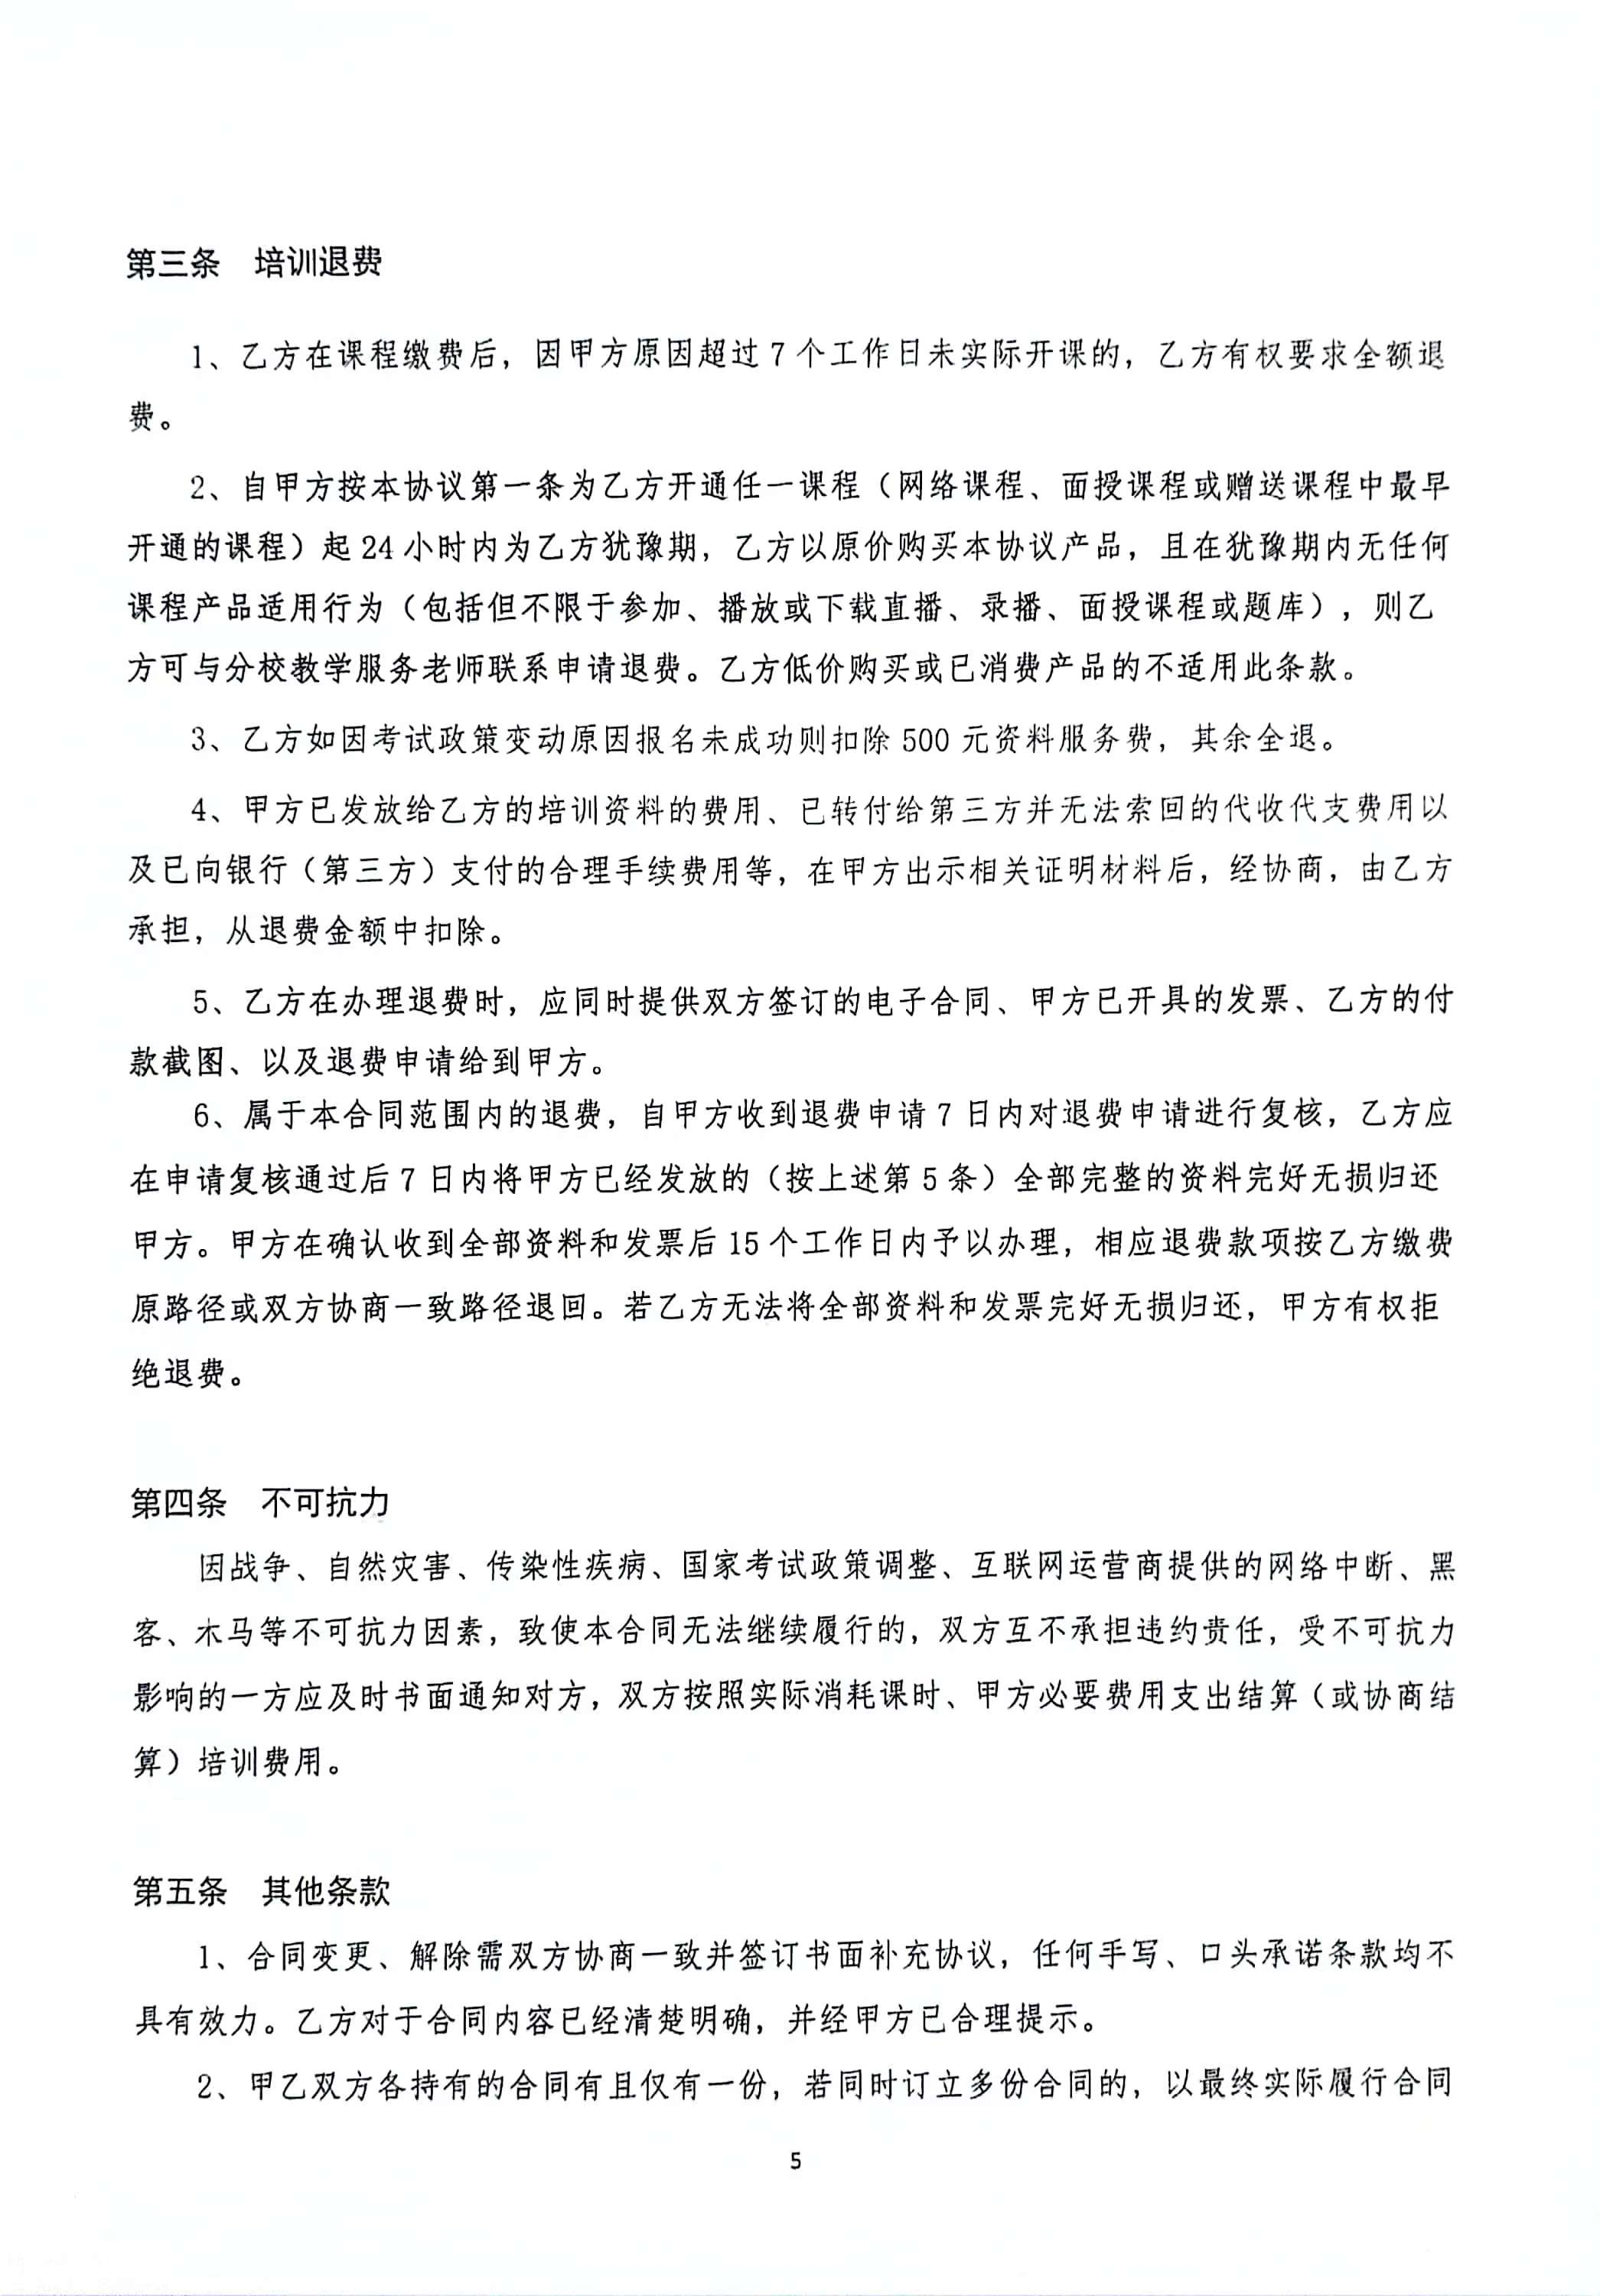 第三条 培训退费
1、乙方在课程缴费后，因甲方原因超过 7 个工作日未实际开课的，乙方有权要求全额退
费。
2、自甲方按本协议第一条为乙方开通任一课程（网络课程、面授课程或赠送课程中最早
开通的课程）起 24 小时内为乙方犹豫期，乙方以原价购买本协议产品，且在犹豫期内无任何
课程产品适用行为（包括但不限于参加、播放或下载直播、录播、面授课程或题库），则乙
方可与分校教学服务老师联系申请退费。乙方低价购买或已消费产品的不适用此条款。
3、乙方如因考试政策变动原因报名未成功则扣除 500 元资料服务费，其余全退。
4、甲方已发放给乙方的培训资料的费用、已转付给第三方并无法索回的代收代支费用以
及已向银行（第三方）支付的合理手续费用等，在甲方出示相关证明材料后，经协商，由乙方
承担，从退费金额中扣除。
5、乙方在办理退费时，应同时提供双方签订的电子合同、甲方已开具的发票、乙方的付
款截图、以及退费申请给到甲方。
6、属于本合同范围内的退费，自甲方收到退费申请 7 日内对退费申请进行复核，乙方应
在申请复核通过后 7 日内将甲方已经发放的（按上述第 5 条）全部完整的资料完好无损归还
甲方。甲方在确认收到全部资料和发票后 15 个工作日内予以办理，相应退费款项按乙方缴费
原路径或双方协商一致路径退回。若乙方无法将全部资料和发票完好无损归还，甲方有权拒
绝退费。
第四条 不可抗力
因战争、自然灾害、传染性疾病、国家考试政策调整、互联网运营商提供的网络中断、黑
客、木马等不可抗力因素，致使本合同无法继续履行的，双方互不承担违约责任，受不可抗力
影响的一方应及时书面通知对方，双方按照实际消耗课时、甲方必要费用支出结算（或协商结
算）培训费用。
第五条 其他条款
1、合同变更、解除需双方协商一致并签订书面补充协议，任何手写、口头承诺条款均不
具有效力。乙方对于合同内容已经清楚明确，并经甲方已合理提示。
2、甲乙双方各持有的合同有且仅有一份，若同时订立多份合同的，以最终实际履行合同
5